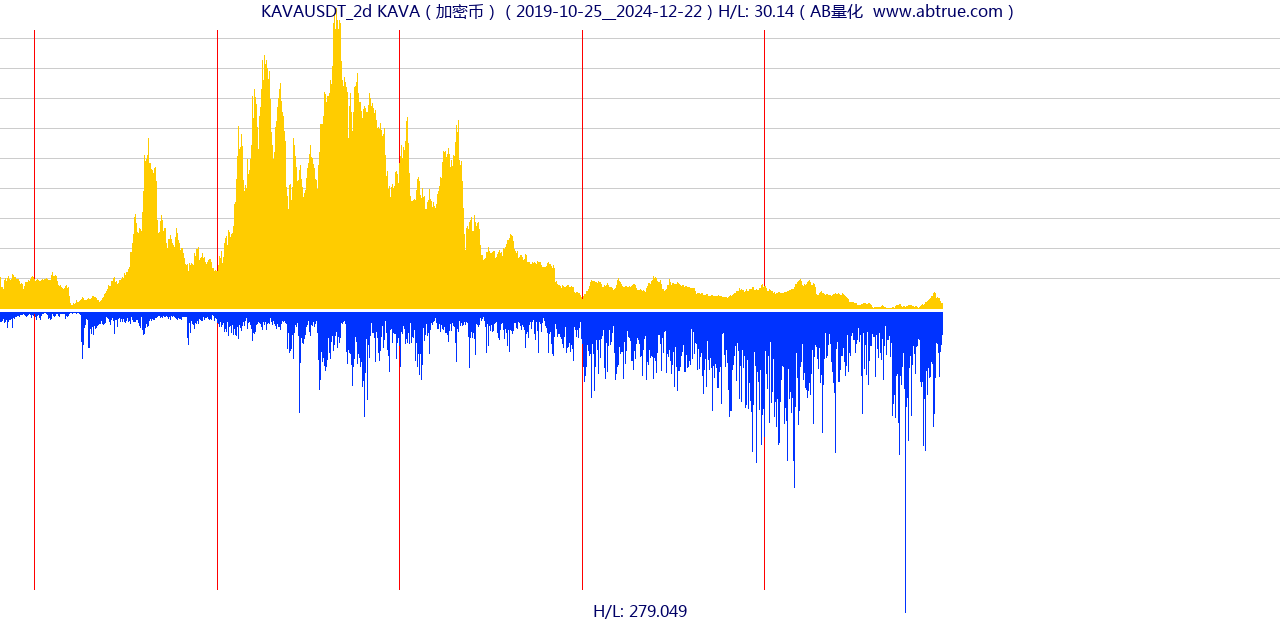 KAVAUSDT_2d KAVA ( 加密币 ) ( 2019-10-25__2024-12-22 ) H/L: 30.14 ( AB量化  www.abtrue.com )
H/L: 279.049